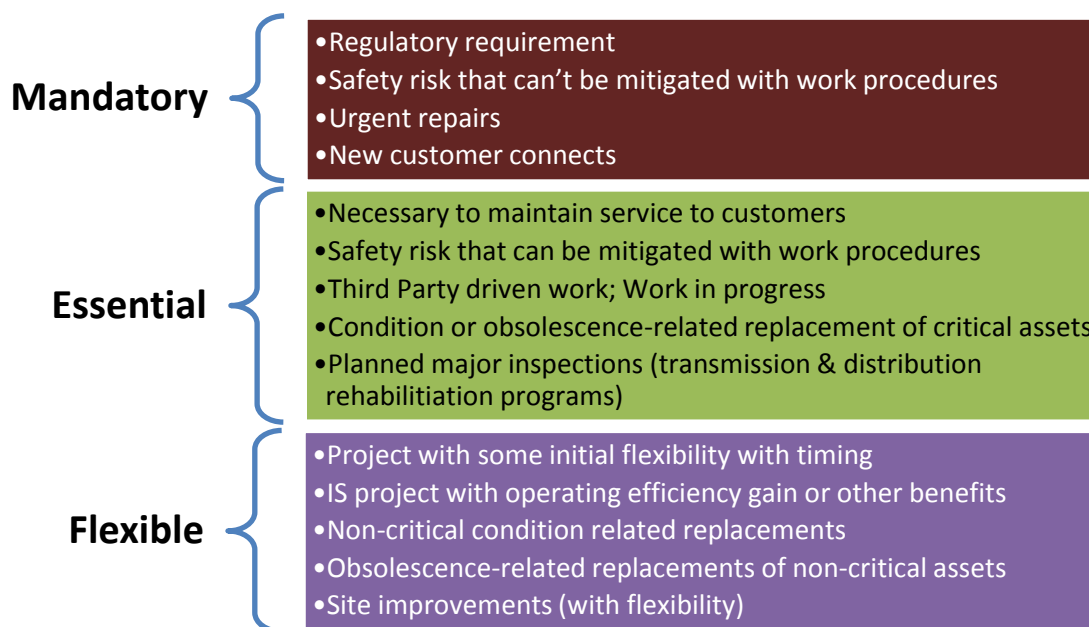 Mandatory
•Regulatory requirement
•Safety risk that can’t be mitigated with work procedures
•Urgent repairs
•New customer connects
Essential
•Necessary to maintain service to customers
•Safety risk that can be mitigated with work procedures
•Third Party driven work; Work in progress
•Condition or obsolescence-related replacement of critical assets
•Planned major inspections (transmission & distribution
rehabilitiation programs)
Flexible
•Project with some initial flexibility with timing
•IS project with operating efficiency gain or other benefits
•Non-critical condition related replacements
•Obsolescence-related replacements of non-critical assets
•Site improvements (with flexibility)